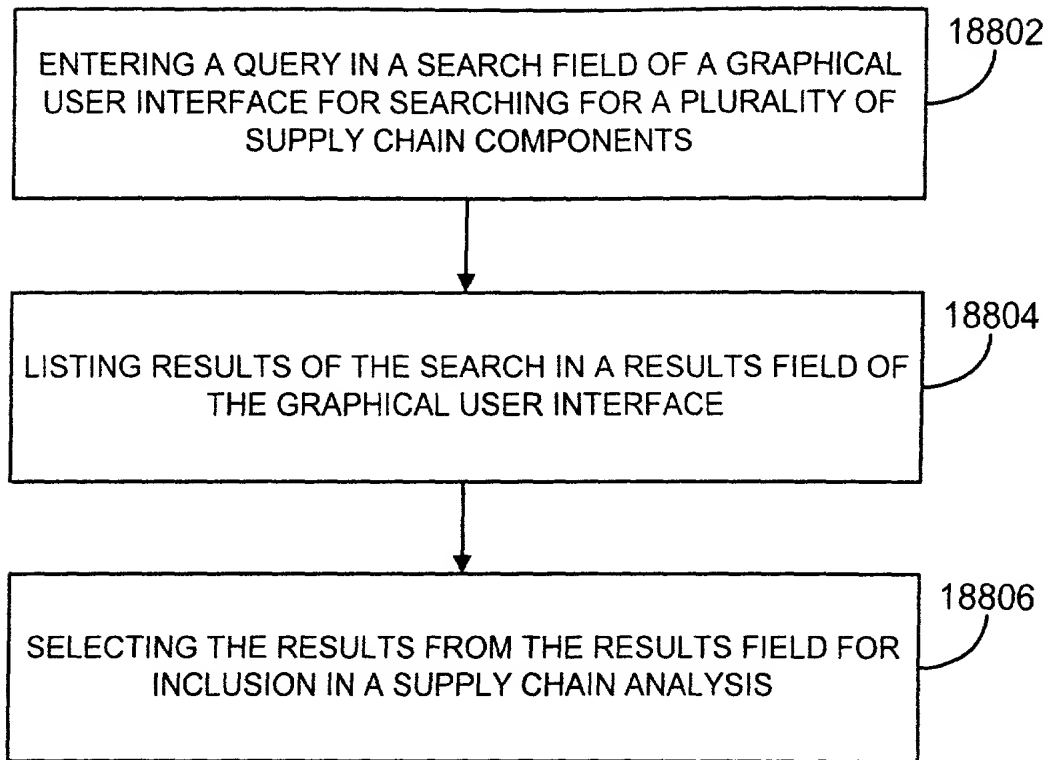 18802
ENTERING A QUERY IN A SEARCH FIELD OF A GRAPHICAL
USER INTERFACE FOR SEARCHING FOR A PLURALITY OF
SUPPLY CHAIN COMPONENTS
18804
LISTING RESULTS OF THE SEARCH IN A RESULTS FIELD OF
THE GRAPHICAL USER INTERFACE
18806
SELECTING THE RESULTS FROM THE RESULTS FIELD FOR
INCLUSION IN A SUPPLY CHAIN ANALYSIS